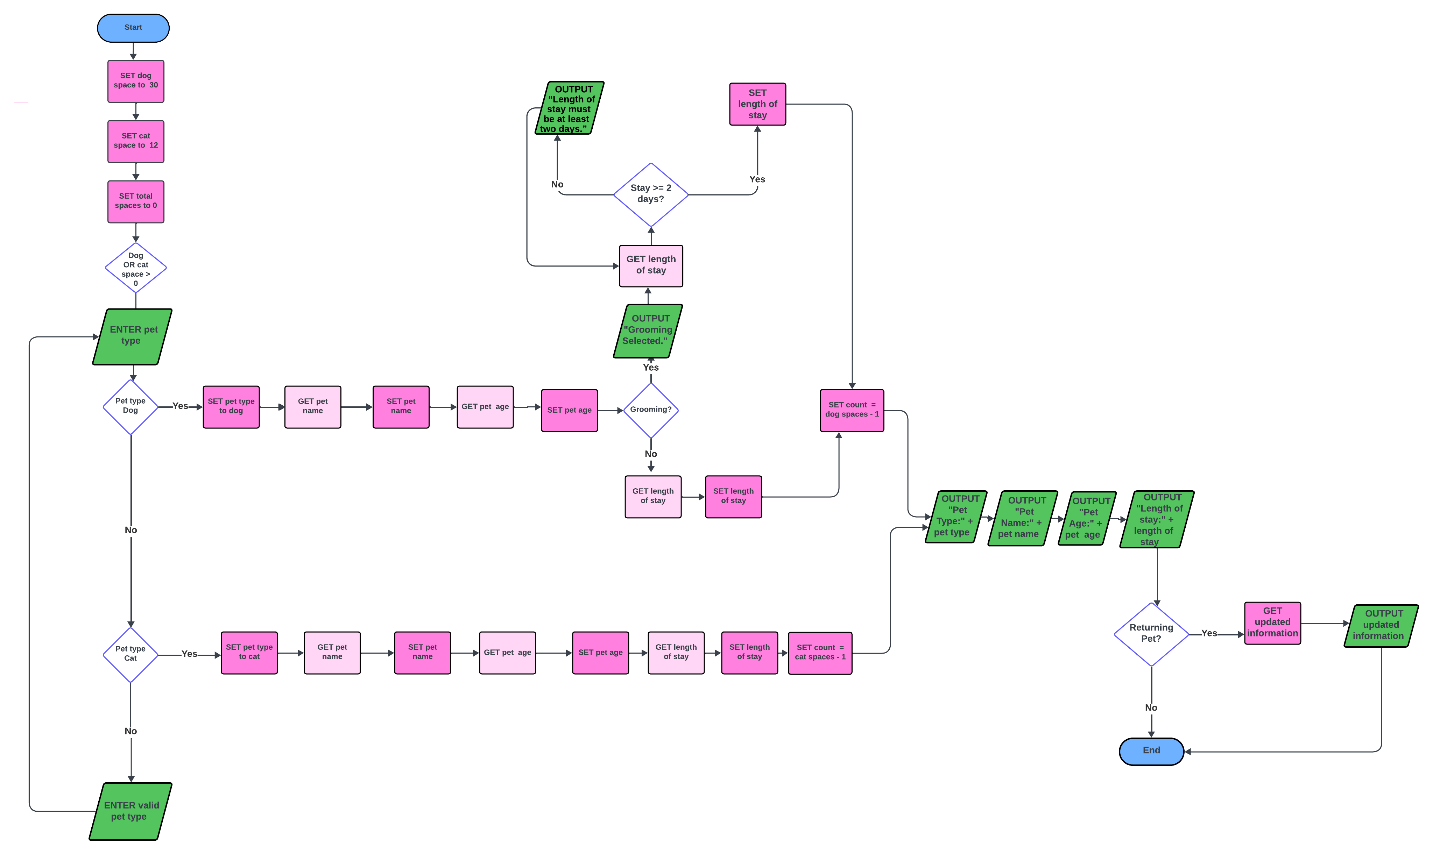 Start
SET dog
space to 30
SET cat
space to 12
SET total
spaces to 0
Dog
OR cat
space >
0
ENTER pet
type
Pet type
Dog
Yes
SET pet type
to dog
GET pet
name
SET pet
name
GET pet age
SET pet age
Grooming?
Yes
OUTPUT
"Grooming
Selected."
GET length
of stay
Stay >= 2
days?
No
OUTPUT
"Length of
stay must
be at least
two days."
Yes
SET
length of
stay
No
GET length
of stay
SET length
of stay
SET count =
dog spaces - 1
No
Pet type
Cat
Yes
SET pet type
to cat
GET pet
name
SET pet
name
GET pet age
SET pet age
GET length
of stay
SET length
of stay
SET count =
cat spaces - 1
No
ENTER valid
pet type
OUTPUT
"Pet
Type:" +
pet type
OUTPUT
"Pet
Name:" +
pet name
OUTPUT
"Pet
Age:" +
pet age
OUTPUT
"Length of
stay:" +
length of
stay
Returning
Pet?
Yes
GET
updated
information
OUTPUT
updated
information
No
End